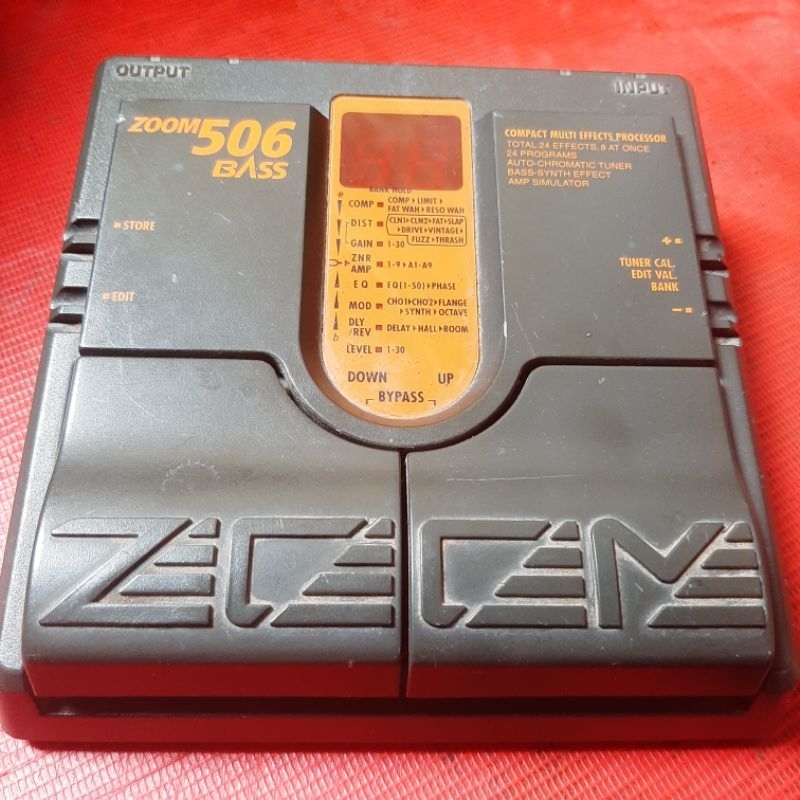 OUTPUT
INPUT
ZOOM 506
BASS
COMPACT MULTI EFFECTS PROCESSOR
TOTAL 24 EFFECTS, 8 AT ONCE
24 PROGRAMS
AUTO-CHROMATIC TUNER
BASS-SYNTH EFFECT
AMP SIMULATOR
STORE
EDIT
BANK HOLD
# COMP COMP LIMIT
FAT WAH RESO WAH
DIST CLN1 CLN2 FAT SLAP
DRIVE VINTAGE
FUZZ THRASH
GAIN 1-30
ZNR
AMP 1-9 A1-A9
EQ EQ(1-50) PHASE
MOD CHO1 CHO2 FLANGE
SYNTH OCTAVE
DLY
/REV DELAY HALL ROOM
b
LEVEL 1-30
DOWN UP
BYPASS
+
TUNER CAL.
EDIT VAL.
BANK
−
ZOOM